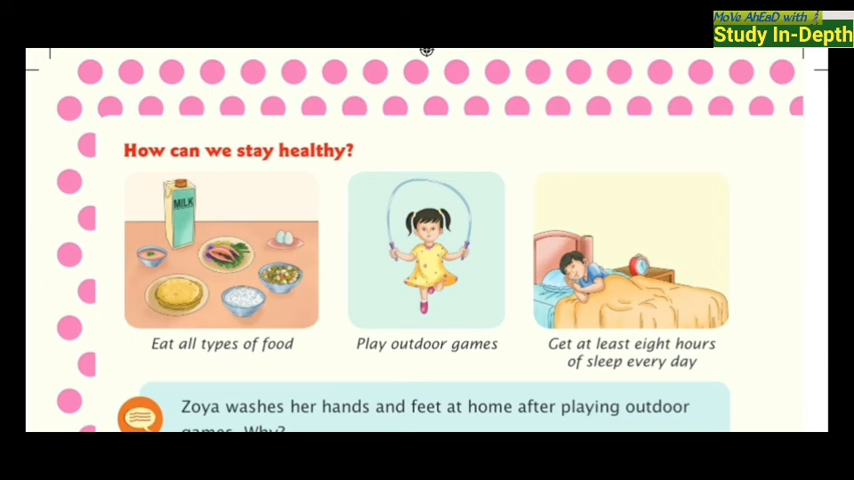 MoVe AhEaD with
Study In-Depth
How can we stay healthy?
MILK
Eat all types of food
Play outdoor games
Get at least eight hours
of sleep every day
Zoya washes her hands and feet at home after playing outdoor
games. Why?